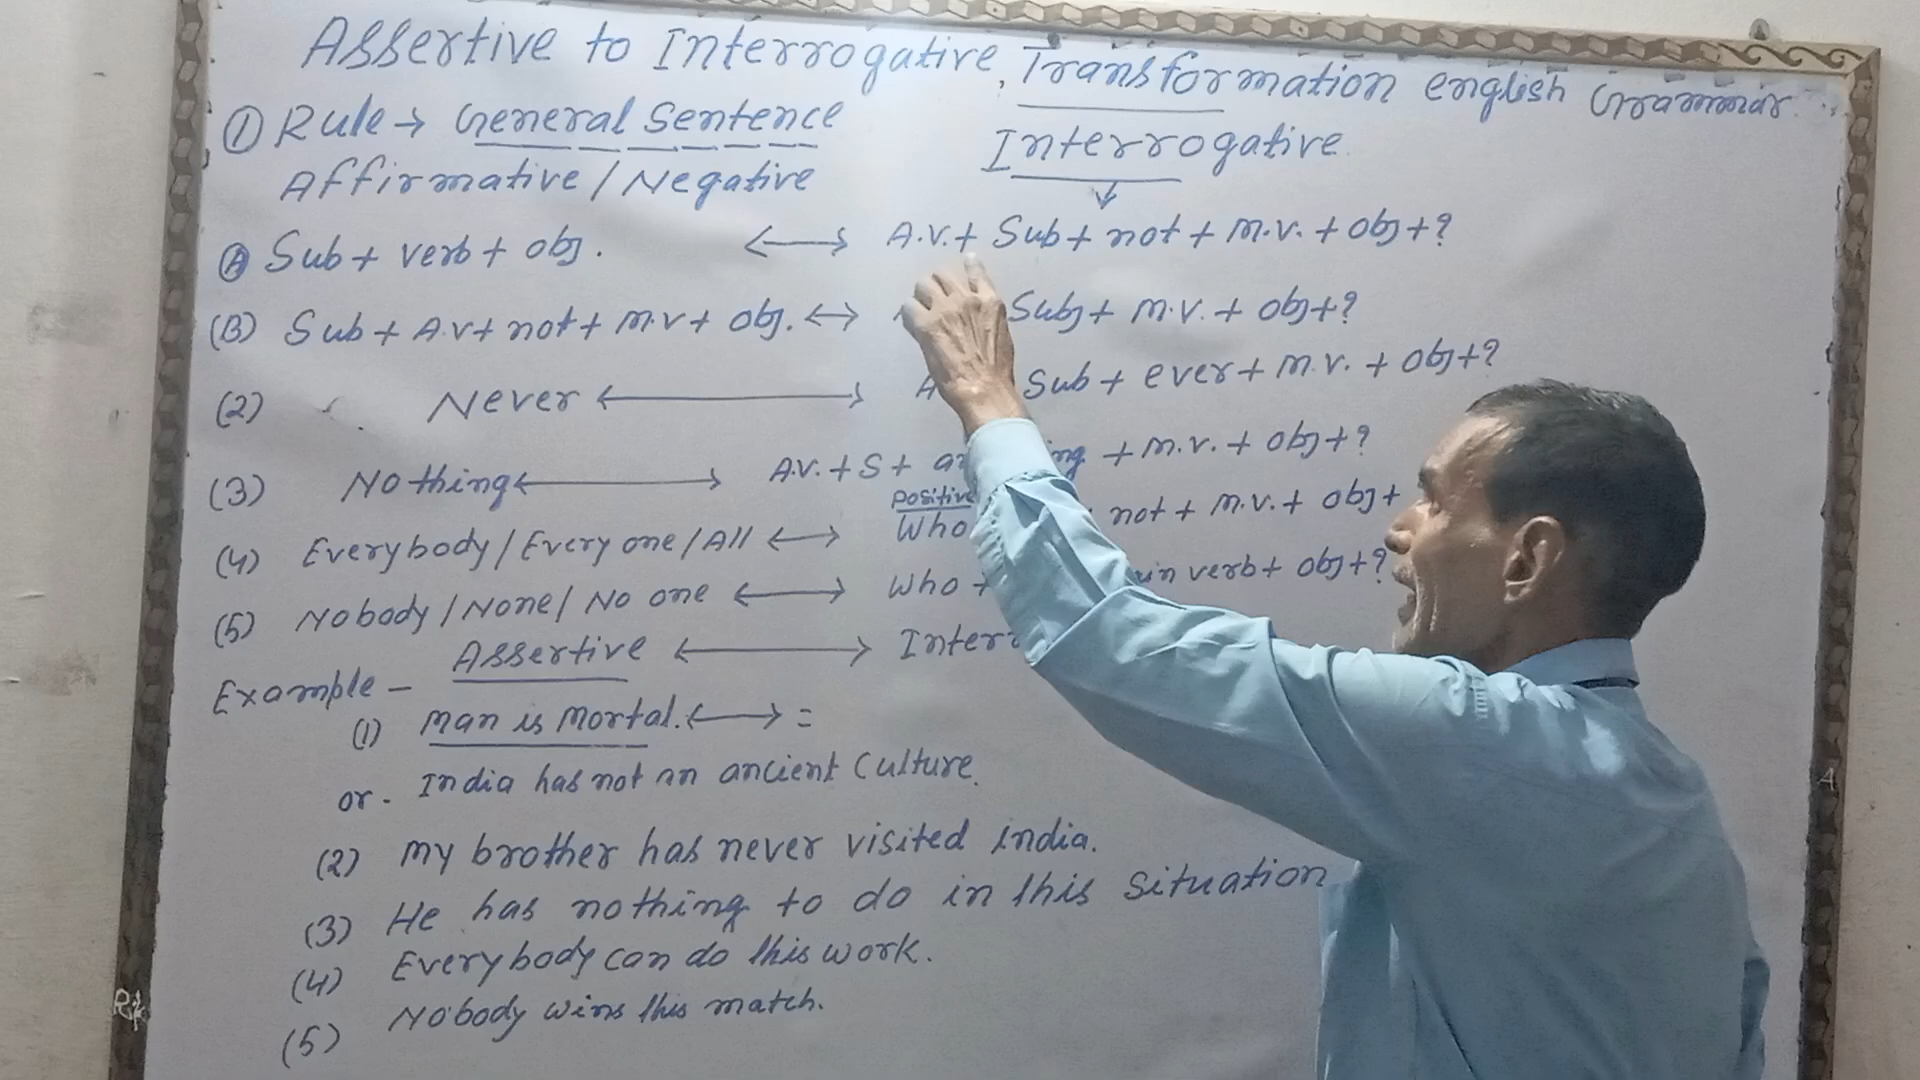 Assertive to Interrogative, Transformation english Grammar.
① Rule → General Sentence Interrogative
Affirmative / Negative ↓
Ⓐ Sub + verb + obj. ↔ A.V. + Sub + not + m.v. + obj + ?
(B) Sub + A.v + not + m.v + obj. ↔ Subj + m.v. + obj + ?
(2) Never ↔ A Sub + ever + m.v. + obj + ?
(3) Nothing ↔ A.v. + S + + m.v. + obj + ?
positive
(4) Everybody / Every one / All ↔ Who not + m.v. + obj +
(5) Nobody / None / No one ↔ Who + verb + obj + ?
Assertive ↔
Example –
(1) Man is Mortal. ↔ =
or - India has not an ancient Culture.
(2) My brother has never visited india.
(3) He has nothing to do in this situation
(4) Everybody can do this work.
(5) Nobody wins this match.
Rk
A